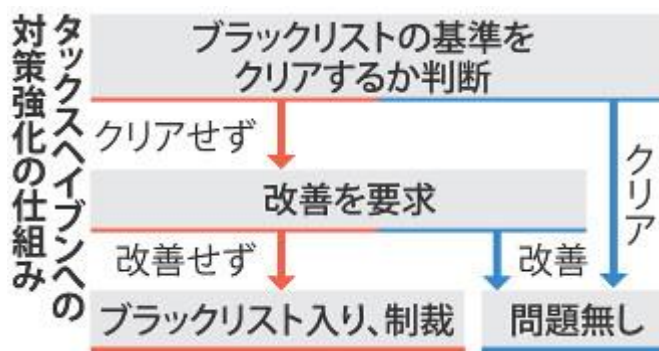 タックスヘイブンへの
対策強化の仕組み
ブラックリストの基準を
クリアするか判断
クリアせず
クリア
改善を要求
改善せず
改善
ブラックリスト入り、制裁
問題無し